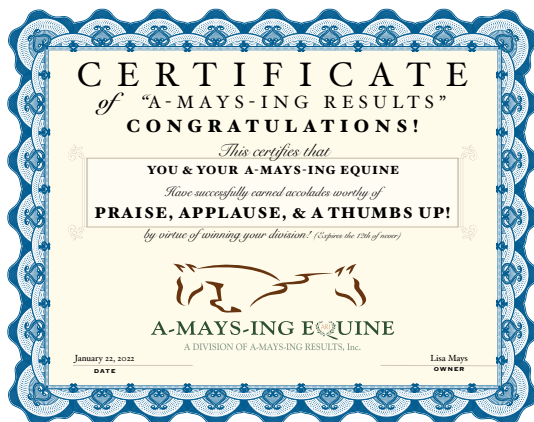 CERTIFICATE
of "A-MAYS-ING RESULTS"
CONGRATULATIONS!
This certifies that
YOU & YOUR A-MAYS-ING EQUINE
Have successfully earned accolades worthy of
PRAISE, APPLAUSE, & A THUMBS UP!
by virtue of winning your division! (Expires the 12th of never)
A-MAYS-ING EQUINE
A DIVISION OF A-MAYS-ING RESULTS, Inc.
January 22, 2022
DATE
Lisa Mays
OWNER